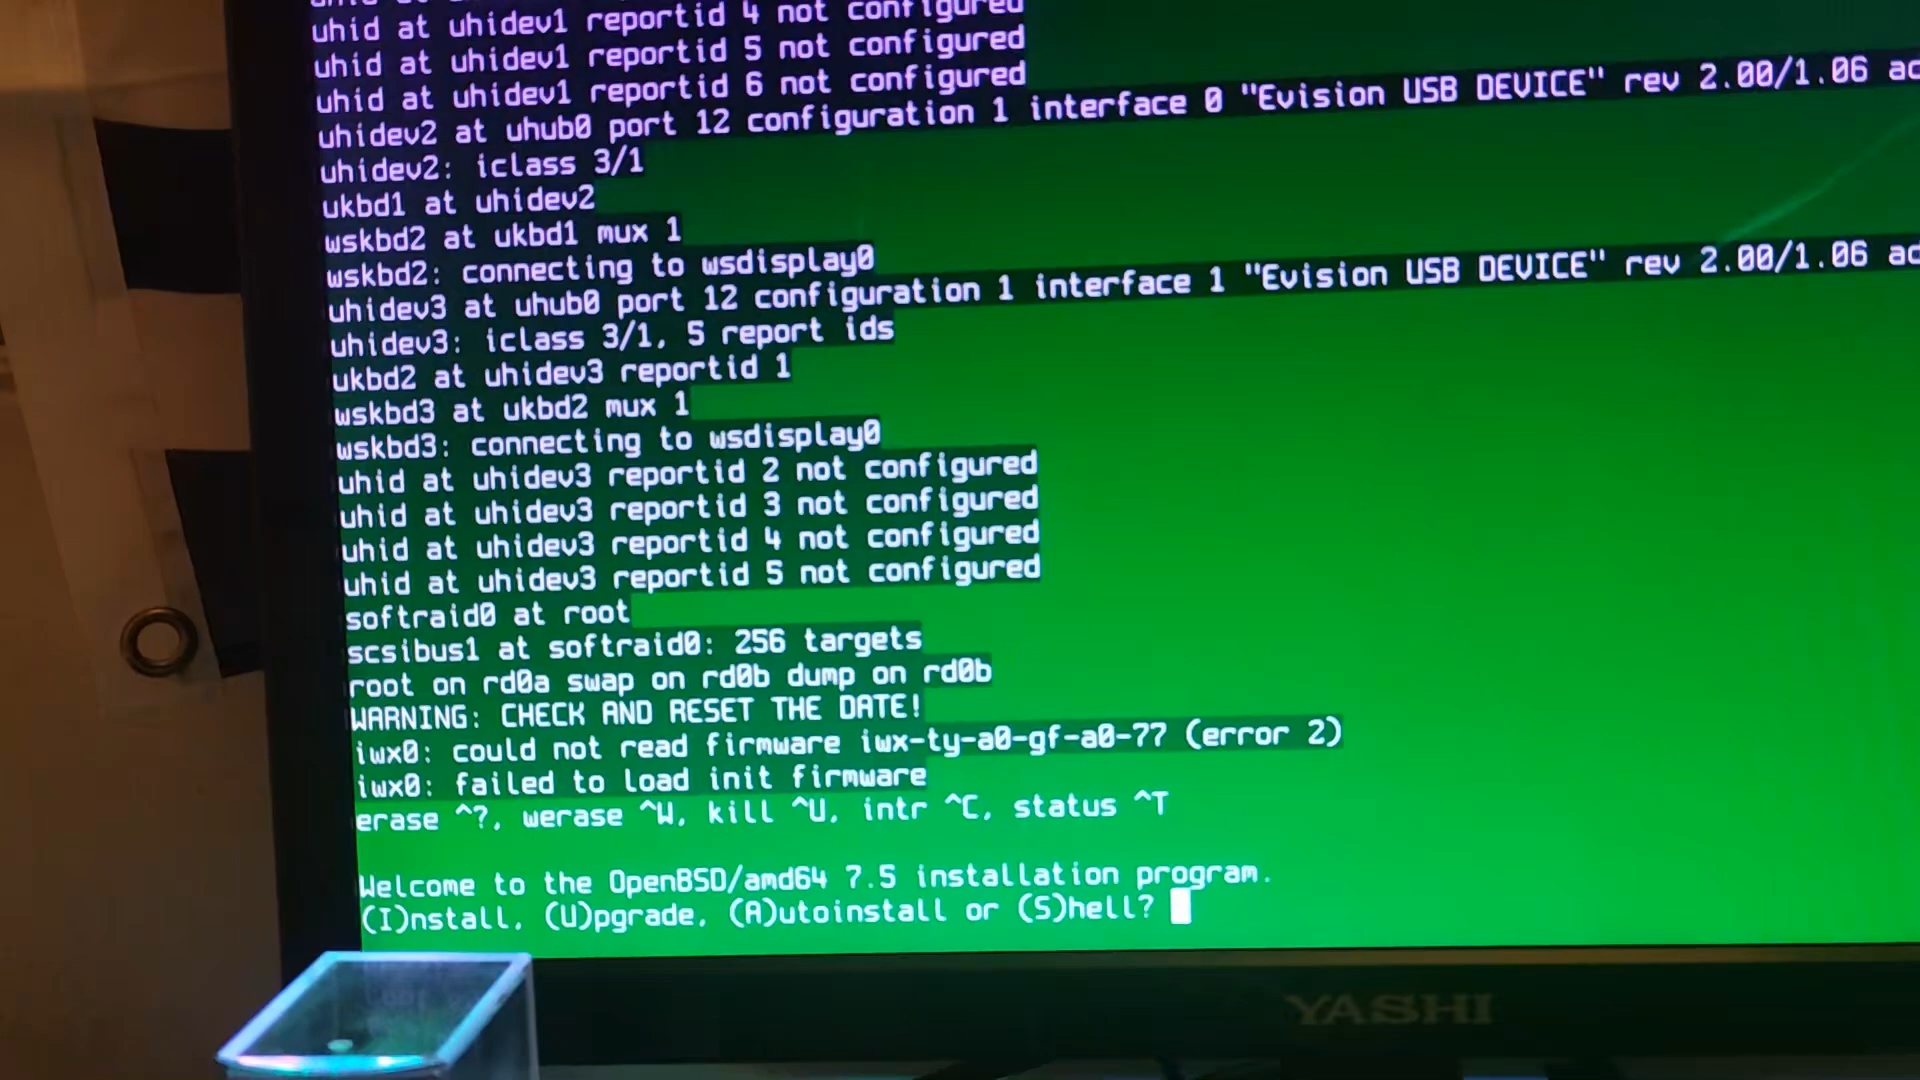 uhid at uhidev1 reportid 4 not configured
uhid at uhidev1 reportid 5 not configured
uhid at uhidev1 reportid 6 not configured
uhidev2 at uhub0 port 12 configuration 1 interface 0 "Evision USB DEVICE" rev 2.00/1.06
uhidev2: iclass 3/1
ukbd1 at uhidev2
wskbd2 at ukbd1 mux 1
wskbd2: connecting to wsdisplay0
uhidev3 at uhub0 port 12 configuration 1 interface 1 "Evision USB DEVICE" rev 2.00/1.06
uhidev3: iclass 3/1, 5 report ids
ukbd2 at uhidev3 reportid 1
wskbd3 at ukbd2 mux 1
wskbd3: connecting to wsdisplay0
uhid at uhidev3 reportid 2 not configured
uhid at uhidev3 reportid 3 not configured
uhid at uhidev3 reportid 4 not configured
uhid at uhidev3 reportid 5 not configured
softraid0 at root
scsibus1 at softraid0: 256 targets
root on rd0a swap on rd0b dump on rd0b
WARNING: CHECK AND RESET THE DATE!
iwx0: could not read firmware iwx-ty-a0-gf-a0-77 (error 2)
iwx0: failed to load init firmware
erase ^?, werase ^W, kill ^U, intr ^C, status ^T
Welcome to the OpenBSD/amd64 7.5 installation program.
(I)nstall, (U)pgrade, (A)utoinstall or (S)hell?
YASHI